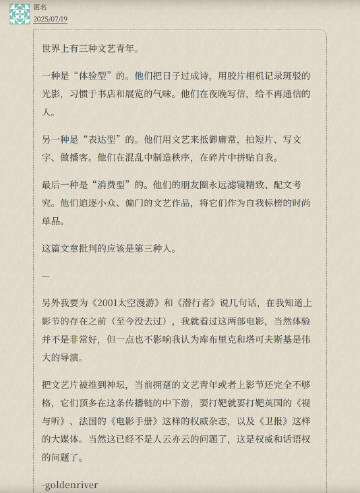 匿名
2025/07/19
世界上有三种文艺青年。
一种是“体验型”的。他们把日子过成诗，用胶片相机记录斑驳的
光影，习惯于书店和展览的气味。他们在夜晚写信，给不再通信的
人。
另一种是“表达型”的。他们用文艺来抵御庸常，拍短片、写文
字、做播客。他们在混乱中制造秩序，在碎片中拼贴自我。
最后一种是“消费型”的。他们的朋友圈永远滤镜精致，配文考
究。他们追逐小众、偏门的文艺作品，将它们作为自我标榜的时尚
单品。
这篇文章批判的应该是第三种人。
—
另外我要为《2001太空漫游》和《潜行者》说几句话，在我知道上
影节的存在之前（至今没去过），我就看过这两部电影，当然体验
并不是非常好，但一点也不影响我认为库布里克和塔可夫斯基是伟
大的导演。
把文艺片被推到神坛，当前拥趸的文艺青年或者上影节还完全不够
格，它们顶多在这条传播链的中下游，要打靶就要打靶英国的《视
与听》、法国的《电影手册》这样的权威杂志，以及《卫报》这样
的大媒体。当然这已经不是人云亦云的问题了，这是权威和话语权
的问题了。
-goldenriver